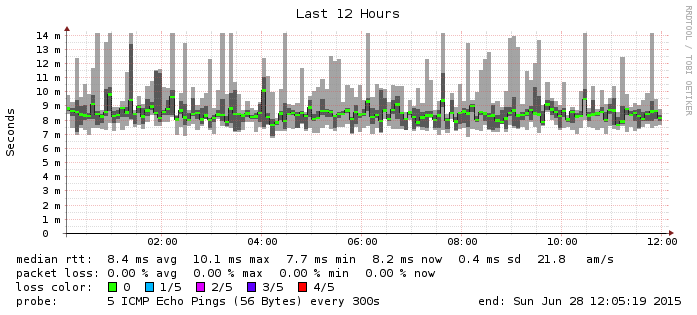 Last 12 Hours
RRDTOOL / TOBI OETIKER
Seconds
14 m
13 m
12 m
11 m
10 m
9 m
8 m
7 m
6 m
5 m
4 m
3 m
2 m
1 m
0
02:00 04:00 06:00 08:00 10:00 12:00
median rtt: 8.4 ms avg 10.1 ms max 7.7 ms min 8.2 ms now 0.4 ms sd 21.8 am/s
packet loss: 0.00 % avg 0.00 % max 0.00 % min 0.00 % now
loss color: 0 1/5 2/5 3/5 4/5
probe: 5 ICMP Echo Pings (56 Bytes) every 300s end: Sun Jun 28 12:05:19 2015